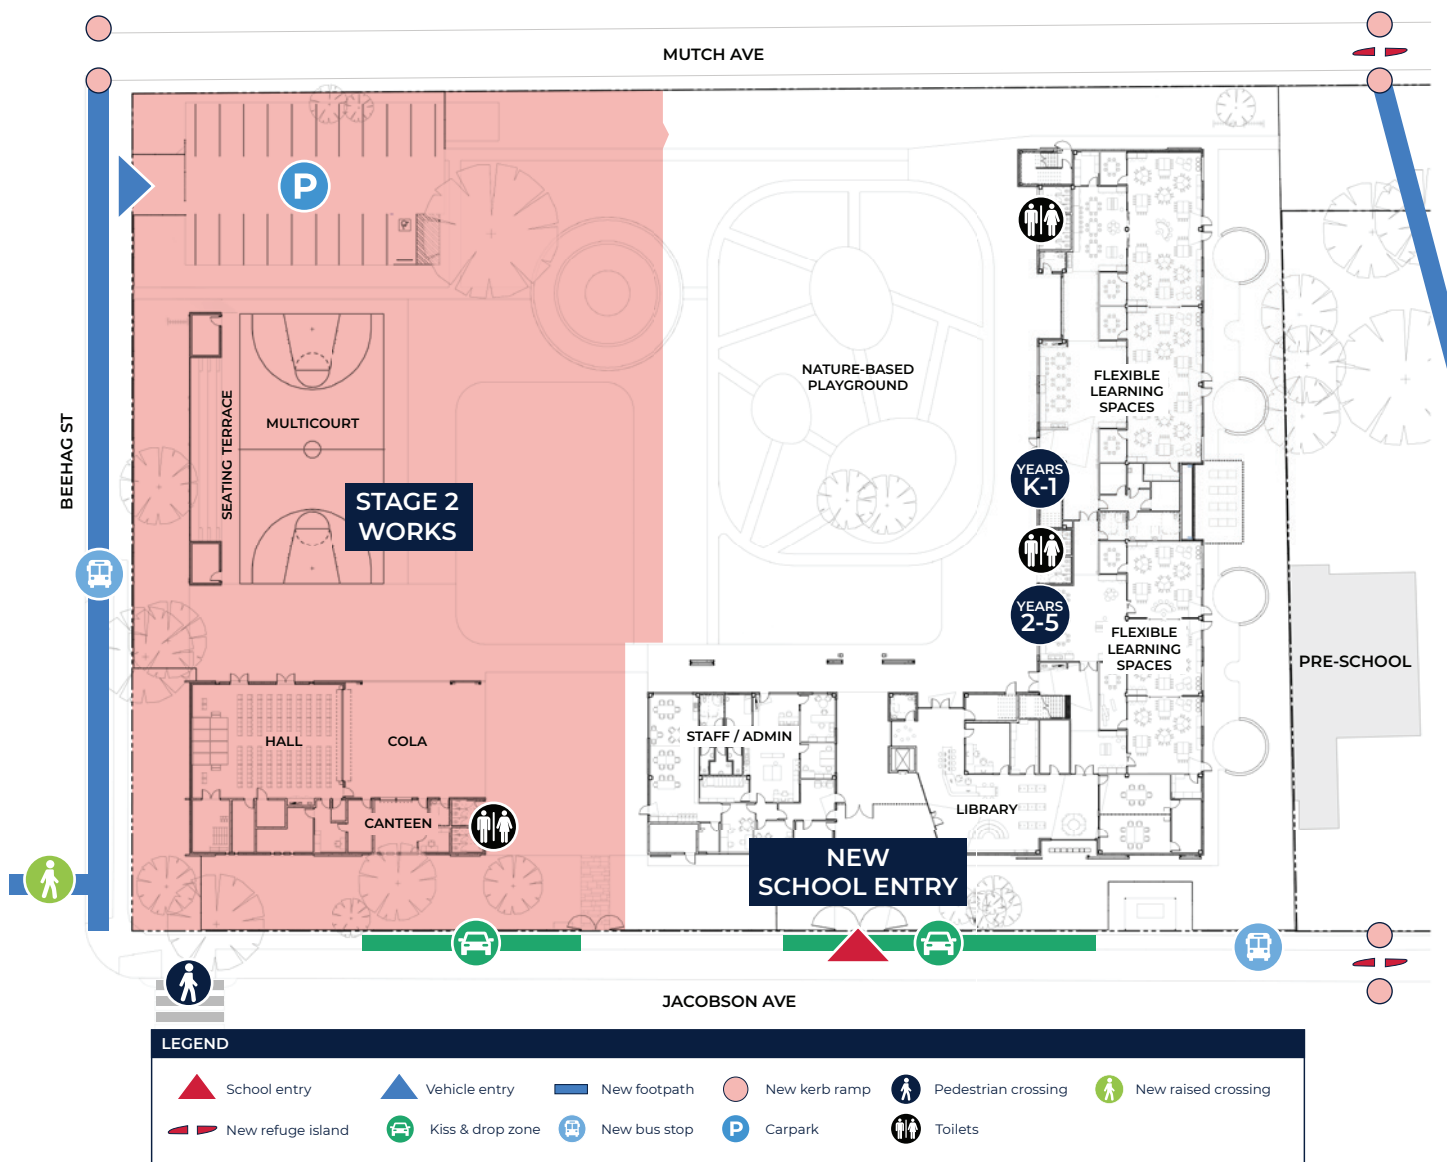 MUTCH AVE
P
BEEHAG ST
SEATING TERRACE
MULTICOURT
STAGE 2
WORKS
NATURE-BASED
PLAYGROUND
FLEXIBLE
LEARNING
SPACES
YEARS
K-1
YEARS
2-5
FLEXIBLE
LEARNING
SPACES
PRE-SCHOOL
HALL
COLA
STAFF / ADMIN
CANTEEN
LIBRARY
NEW
SCHOOL ENTRY
JACOBSON AVE
LEGEND
School entry
Vehicle entry
New footpath
New kerb ramp
Pedestrian crossing
New raised crossing
New refuge island
Kiss & drop zone
New bus stop
P
Carpark
Toilets